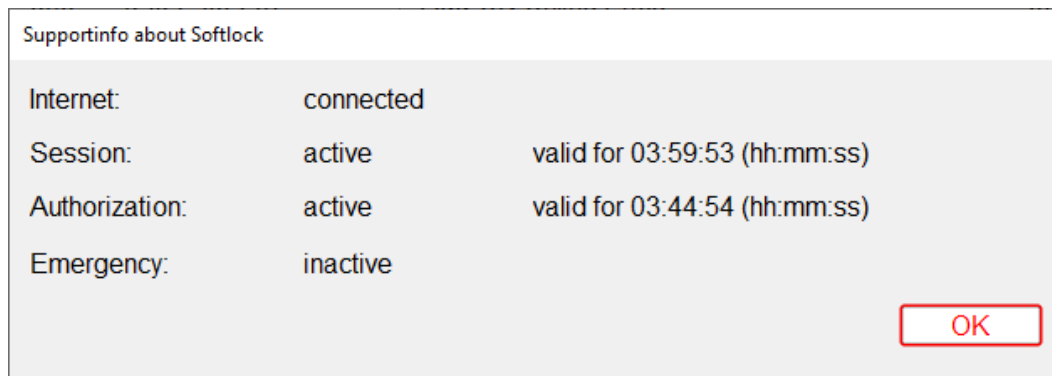 Supportinfo about Softlock
Internet: connected
Session: active valid for 03:59:53 (hh:mm:ss)
Authorization: active valid for 03:44:54 (hh:mm:ss)
Emergency: inactive
OK